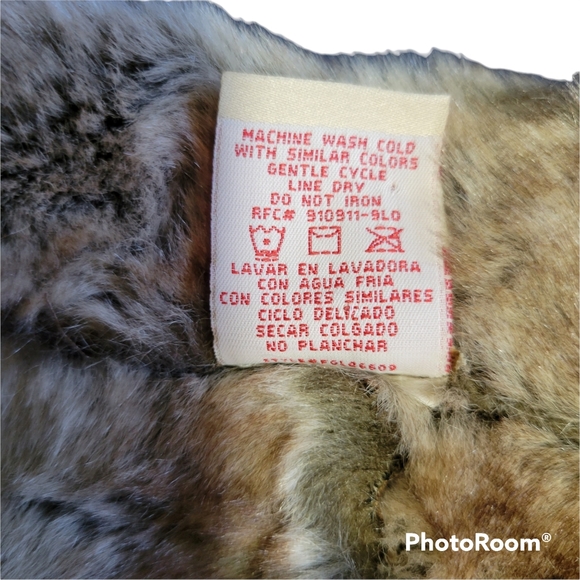 MACHINE WASH COLD
WITH SIMILAR COLORS
GENTLE CYCLE
LINE DRY
DO NOT IRON
RFC# 910911-9L0
LAVAR EN LAVADORA
CON AGUA FRIA
CON COLORES SIMILARES
CICLO DELICADO
SECAR COLGADO
NO PLANCHAR
PhotoRoom®